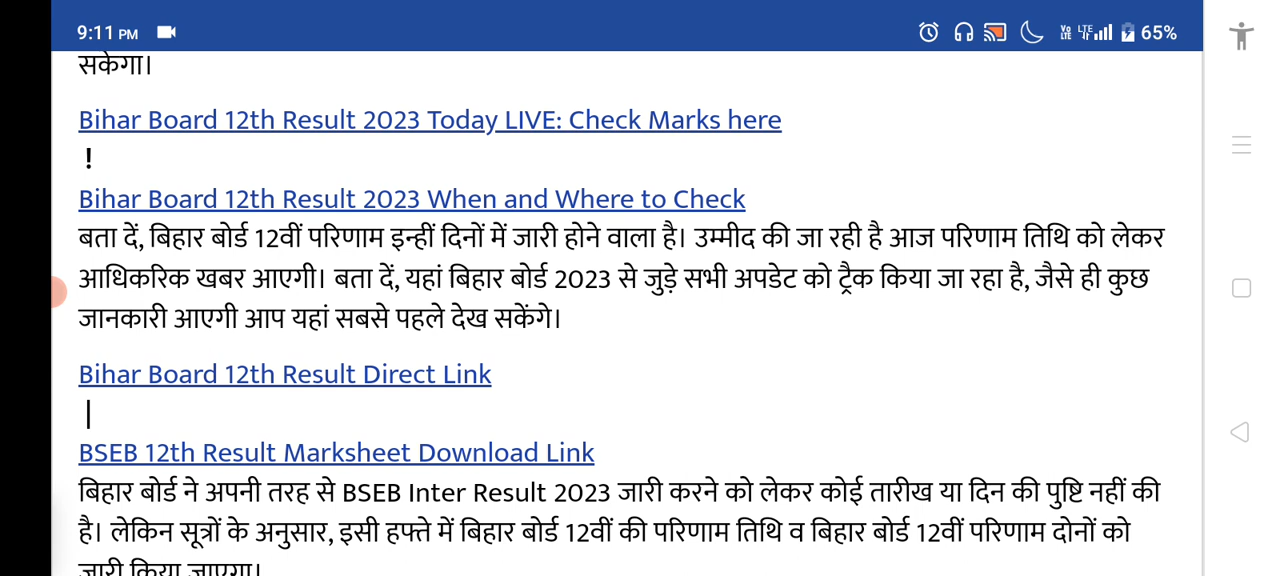 9:11 PM 65%
सकेगा।
Bihar Board 12th Result 2023 Today LIVE: Check Marks here
!
Bihar Board 12th Result 2023 When and Where to Check
बता दें, बिहार बोर्ड 12वीं परिणाम इन्हीं दिनों में जारी होने वाला है। उम्मीद की जा रही है आज परिणाम तिथि को लेकर
आधिकरिक खबर आएगी। बता दें, यहां बिहार बोर्ड 2023 से जुड़े सभी अपडेट को ट्रैक किया जा रहा है, जैसे ही कुछ
जानकारी आएगी आप यहां सबसे पहले देख सकेंगे।
Bihar Board 12th Result Direct Link
|
BSEB 12th Result Marksheet Download Link
बिहार बोर्ड ने अपनी तरह से BSEB Inter Result 2023 जारी करने को लेकर कोई तारीख या दिन की पुष्टि नहीं की
है। लेकिन सूत्रों के अनुसार, इसी हफ्ते में बिहार बोर्ड 12वीं की परिणाम तिथि व बिहार बोर्ड 12वीं परिणाम दोनों को
जारी किया जाएगा।